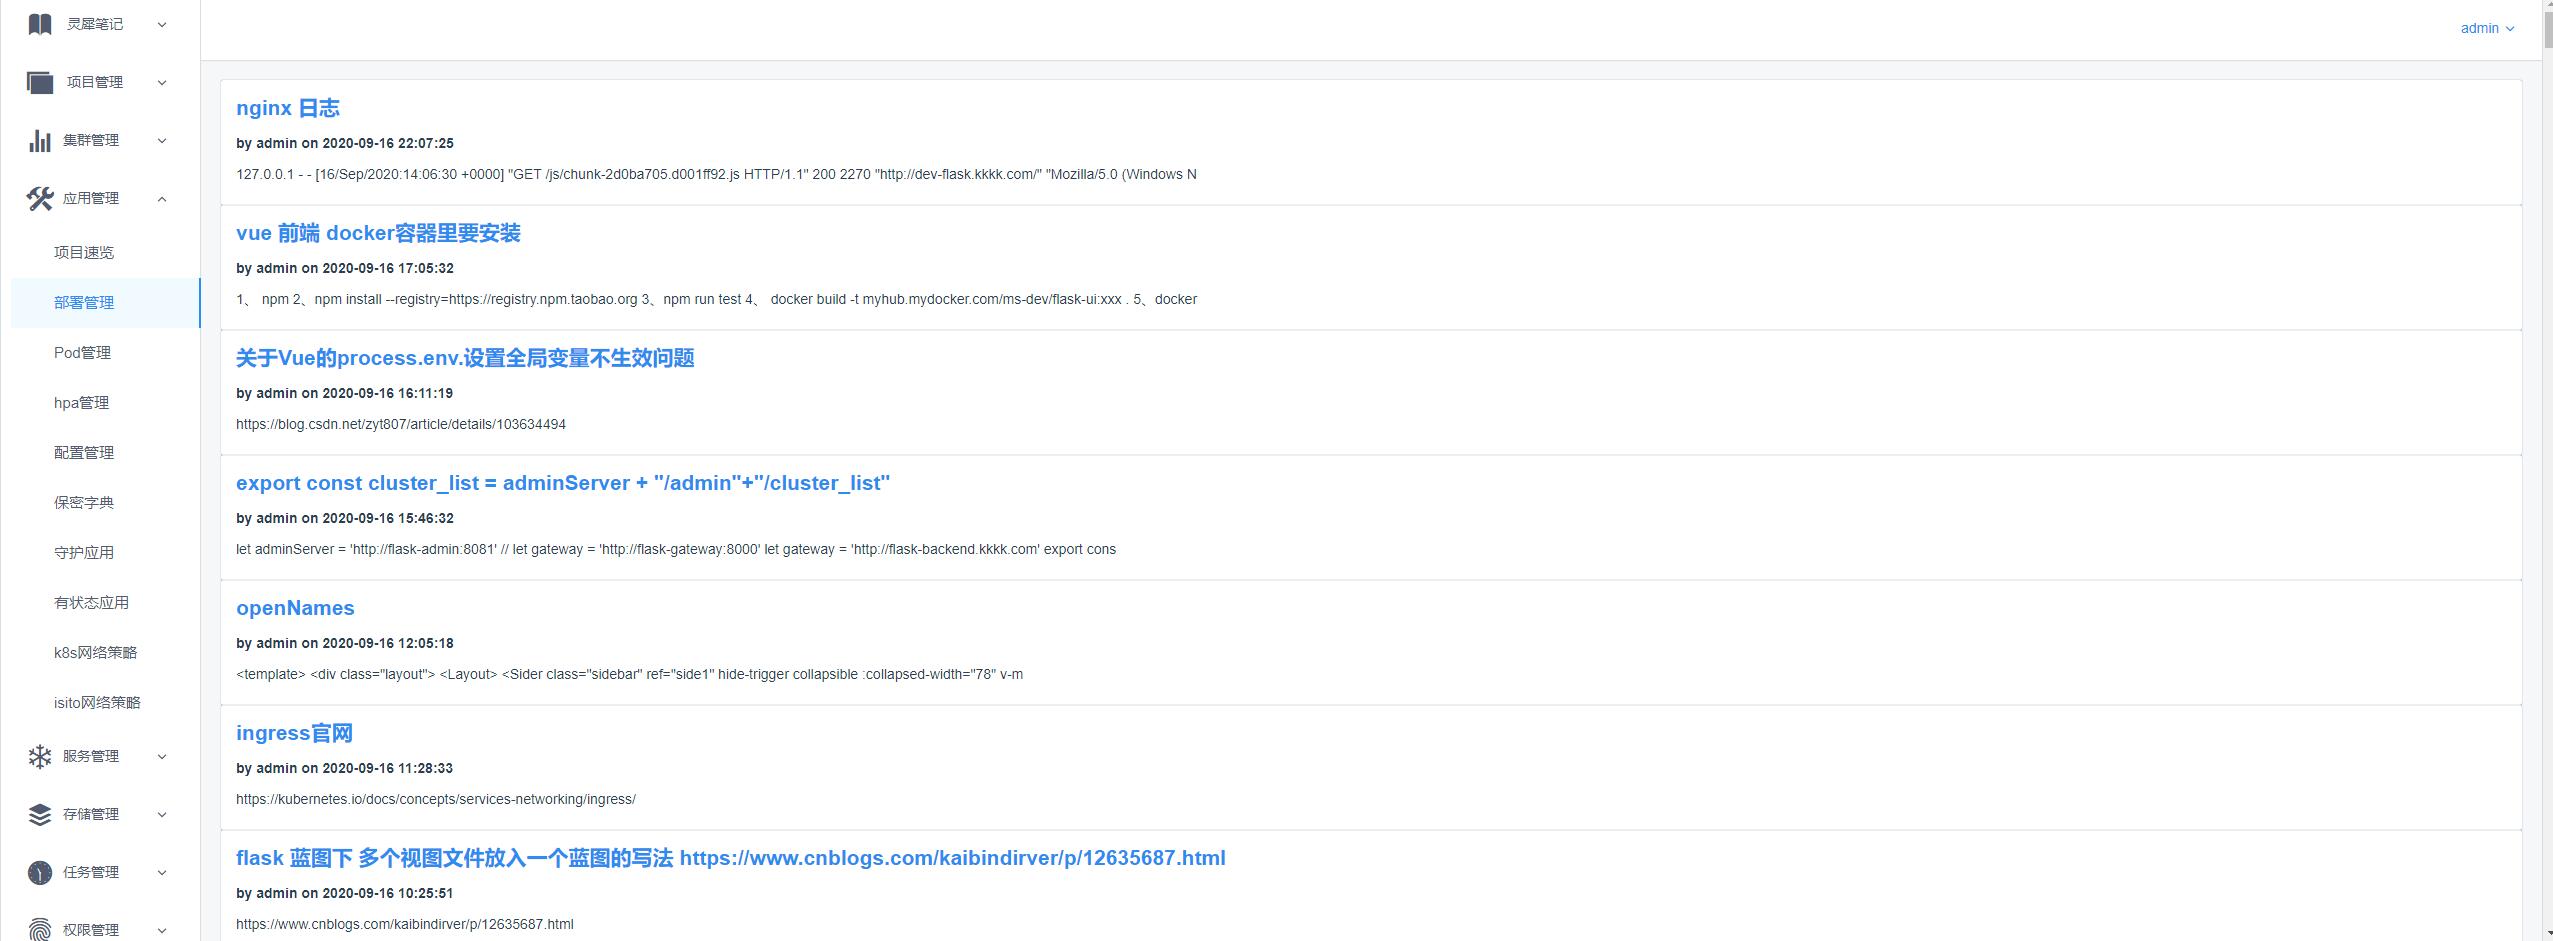 灵犀笔记
项目管理
集群管理
应用管理
项目速览
部署管理
Pod管理
hpa管理
配置管理
保密字典
守护应用
有状态应用
k8s网络策略
isito网络策略
服务管理
存储管理
任务管理
权限管理
admin
nginx 日志
by admin on 2020-09-16 22:07:25
127.0.0.1 - - [16/Sep/2020:14:06:30 +0000] "GET /js/chunk-2d0ba705.d001ff92.js HTTP/1.1" 200 2270 "http://dev-flask.kkkk.com/" "Mozilla/5.0 (Windows N
vue 前端 docker容器里要安装
by admin on 2020-09-16 17:05:32
1、 npm 2、npm install --registry=https://registry.npm.taobao.org 3、npm run test 4、 docker build -t myhub.mydocker.com/ms-dev/flask-ui:xxx . 5、docker
关于Vue的process.env.设置全局变量不生效问题
by admin on 2020-09-16 16:11:19
https://blog.csdn.net/zyt807/article/details/103634494
export const cluster_list = adminServer + "/admin"+"/cluster_list"
by admin on 2020-09-16 15:46:32
let adminServer = 'http://flask-admin:8081' // let gateway = 'http://flask-gateway:8000' let gateway = 'http://flask-backend.kkkk.com' export cons
openNames
by admin on 2020-09-16 12:05:18
<template> <div class="layout"> <Layout> <Sider class="sidebar" ref="side1" hide-trigger collapsible :collapsed-width="78" v-m
ingress官网
by admin on 2020-09-16 11:28:33
https://kubernetes.io/docs/concepts/services-networking/ingress/
flask 蓝图下 多个视图文件放入一个蓝图的写法 https://www.cnblogs.com/kaibindirver/p/12635687.html
by admin on 2020-09-16 10:25:51
https://www.cnblogs.com/kaibindirver/p/12635687.html